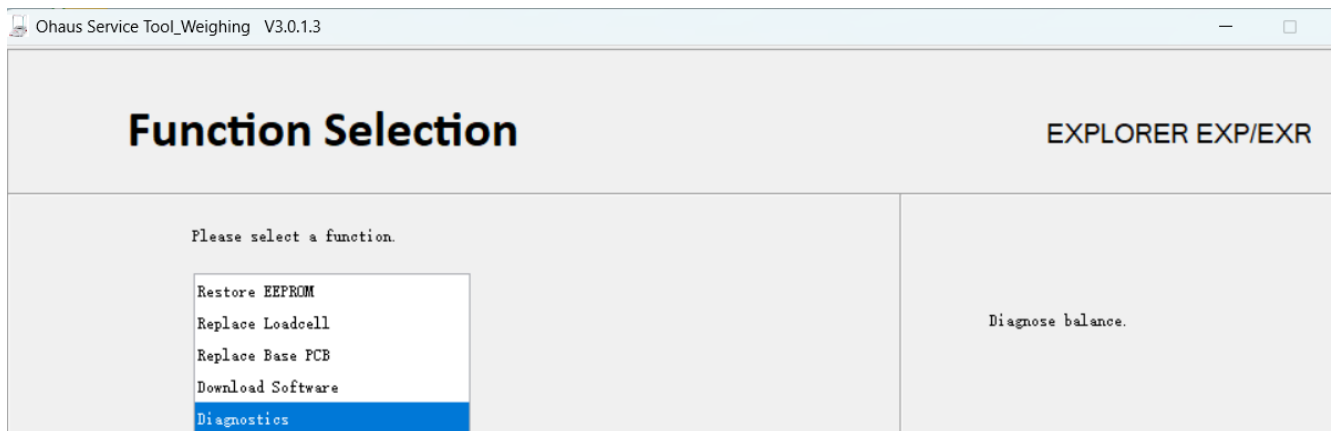 Ohaus Service Tool_Weighing V3.0.1.3
Function Selection
EXPLORER EXP/EXR
Please select a function.
Restore EEPROM
Replace Loadcell
Replace Base PCB
Download Software
Diagnostics
Diagnose balance.